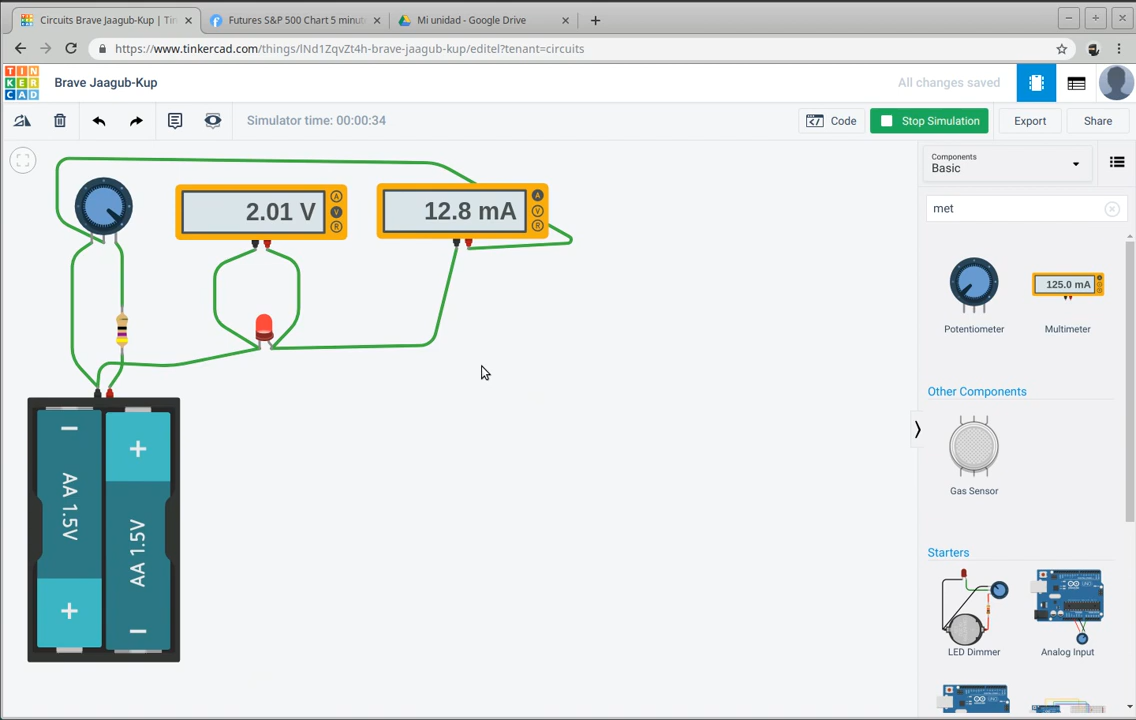 Circuits Brave Jaagub-Kup | Tin
Futures S&P 500 Chart 5 minut
Mi unidad - Google Drive
https://www.tinkercad.com/things/lNd1ZqvZt4h-brave-jaagub-kup/editel?tenant=circuits
TIN
KER
CAD
Brave Jaagub-Kup
All changes saved
Simulator time: 00:00:34
Code
Stop Simulation
Export
Share
Components
Basic
met
2.01 V
A
V
R
12.8 mA
A
V
R
125.0 mA
Potentiometer
Multimeter
Other Components
Gas Sensor
Starters
LED Dimmer
Analog Input
AA 1.5V
AA 1.5V